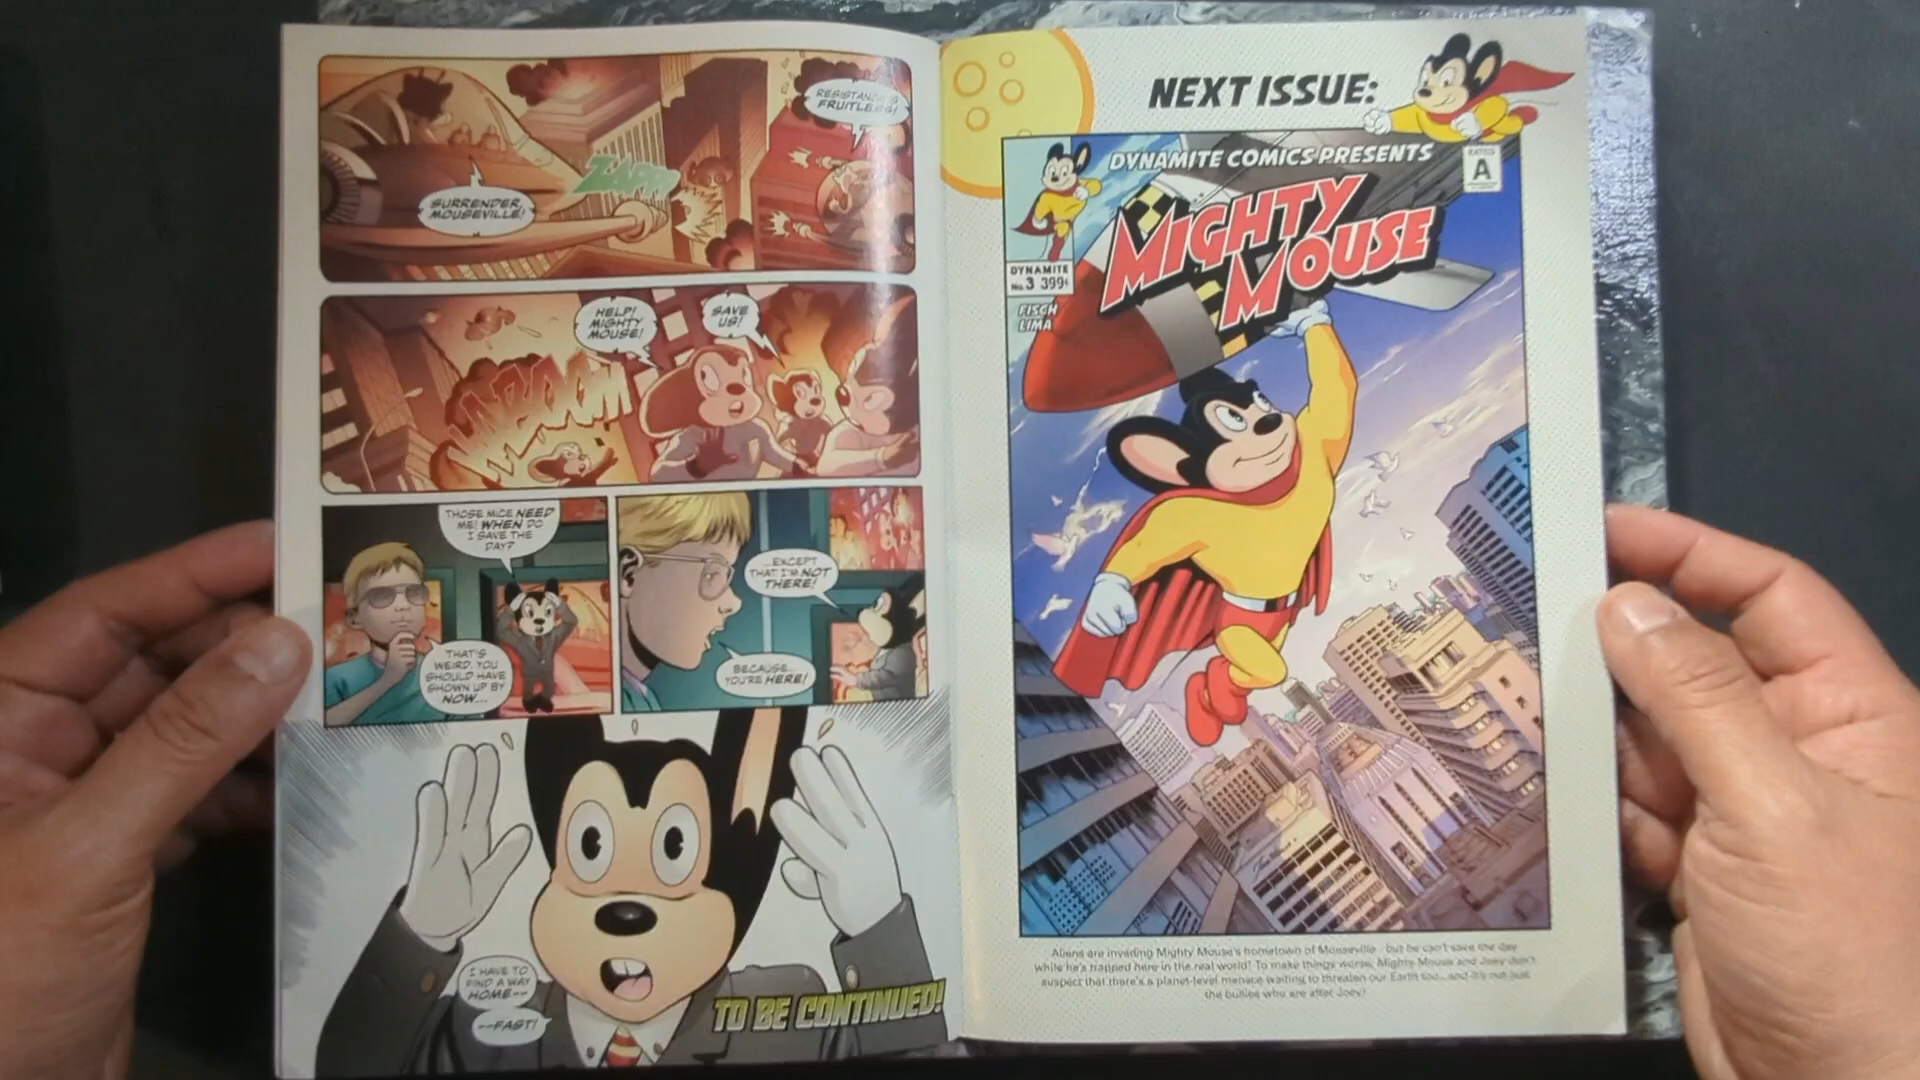 RESISTANCE IS
FRUITLESS!
ZAPP!
SURRENDER,
MOUSEVILLE!
HELP!
MIGHTY
MOUSE!
SAVE
US!
WABOOM
THOSE MICE NEED
ME! WHEN DO
I SAVE THE
DAY?
THAT'S
WEIRD. YOU
SHOULD HAVE
SHOWN UP BY
NOW...
...EXCEPT
THAT I'M NOT
THERE!
BECAUSE...
YOU'RE HERE!
I HAVE TO
FIND A WAY
HOME--
--FAST!
TO BE CONTINUED!
NEXT ISSUE:
DYNAMITE COMICS PRESENTS
RATED
A
MIGHTY
MOUSE
DYNAMITE
No.3 399¢
FISCH
LIMA
Aliens are invading Mighty Mouse's hometown of Mouseville - but he can't save the day
while he's trapped here in the real world! To make things worse, Mighty Mouse and Joey don't
suspect that there's a planet-level menace waiting to threaten our Earth too...and it's not just
the bullies who are after Joey!